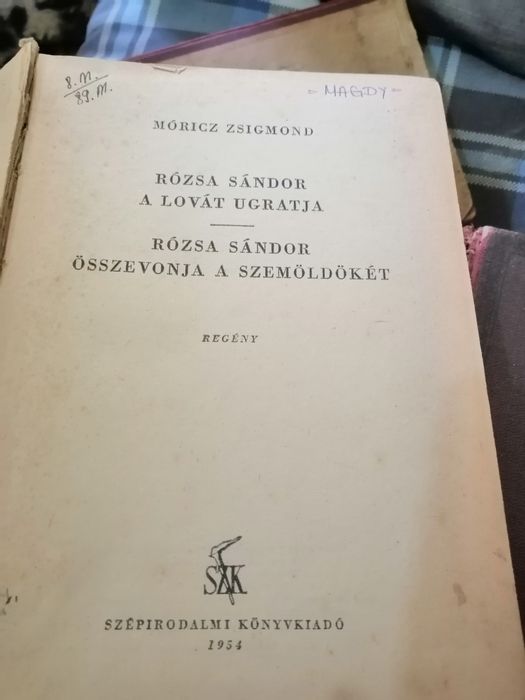 8. M.
89. M.
- MAGDY -
MÓRICZ ZSIGMOND
RÓZSA SÁNDOR
A LOVÁT UGRATJA
RÓZSA SÁNDOR
ÖSSZEVONJA A SZEMÖLDÖKÉT
REGÉNY
SZK
SZÉPIRODALMI KÖNYVKIADÓ
1954